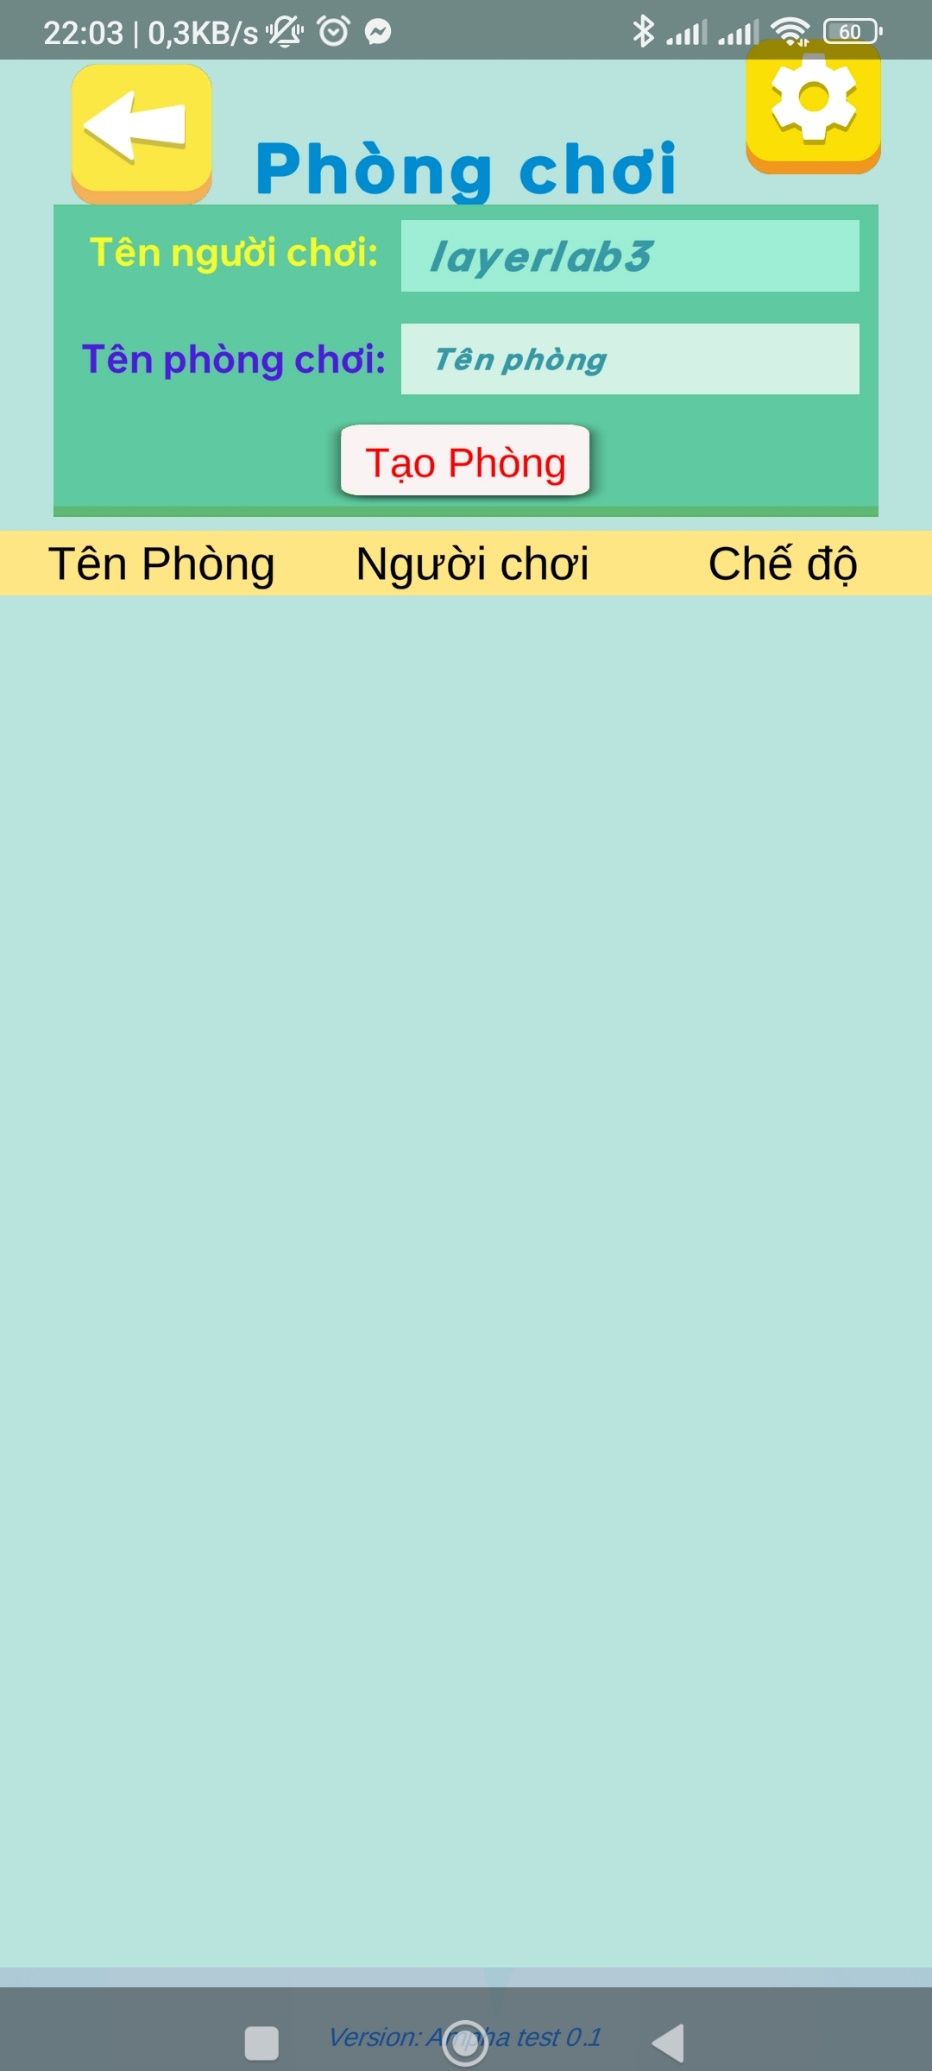 22:03 | 0,3KB/s
60
Phòng chơi
Tên người chơi: layerlab3
Tên phòng chơi: Tên phòng
Tạo Phòng
Tên Phòng Người chơi Chế độ
Version: test 0.1